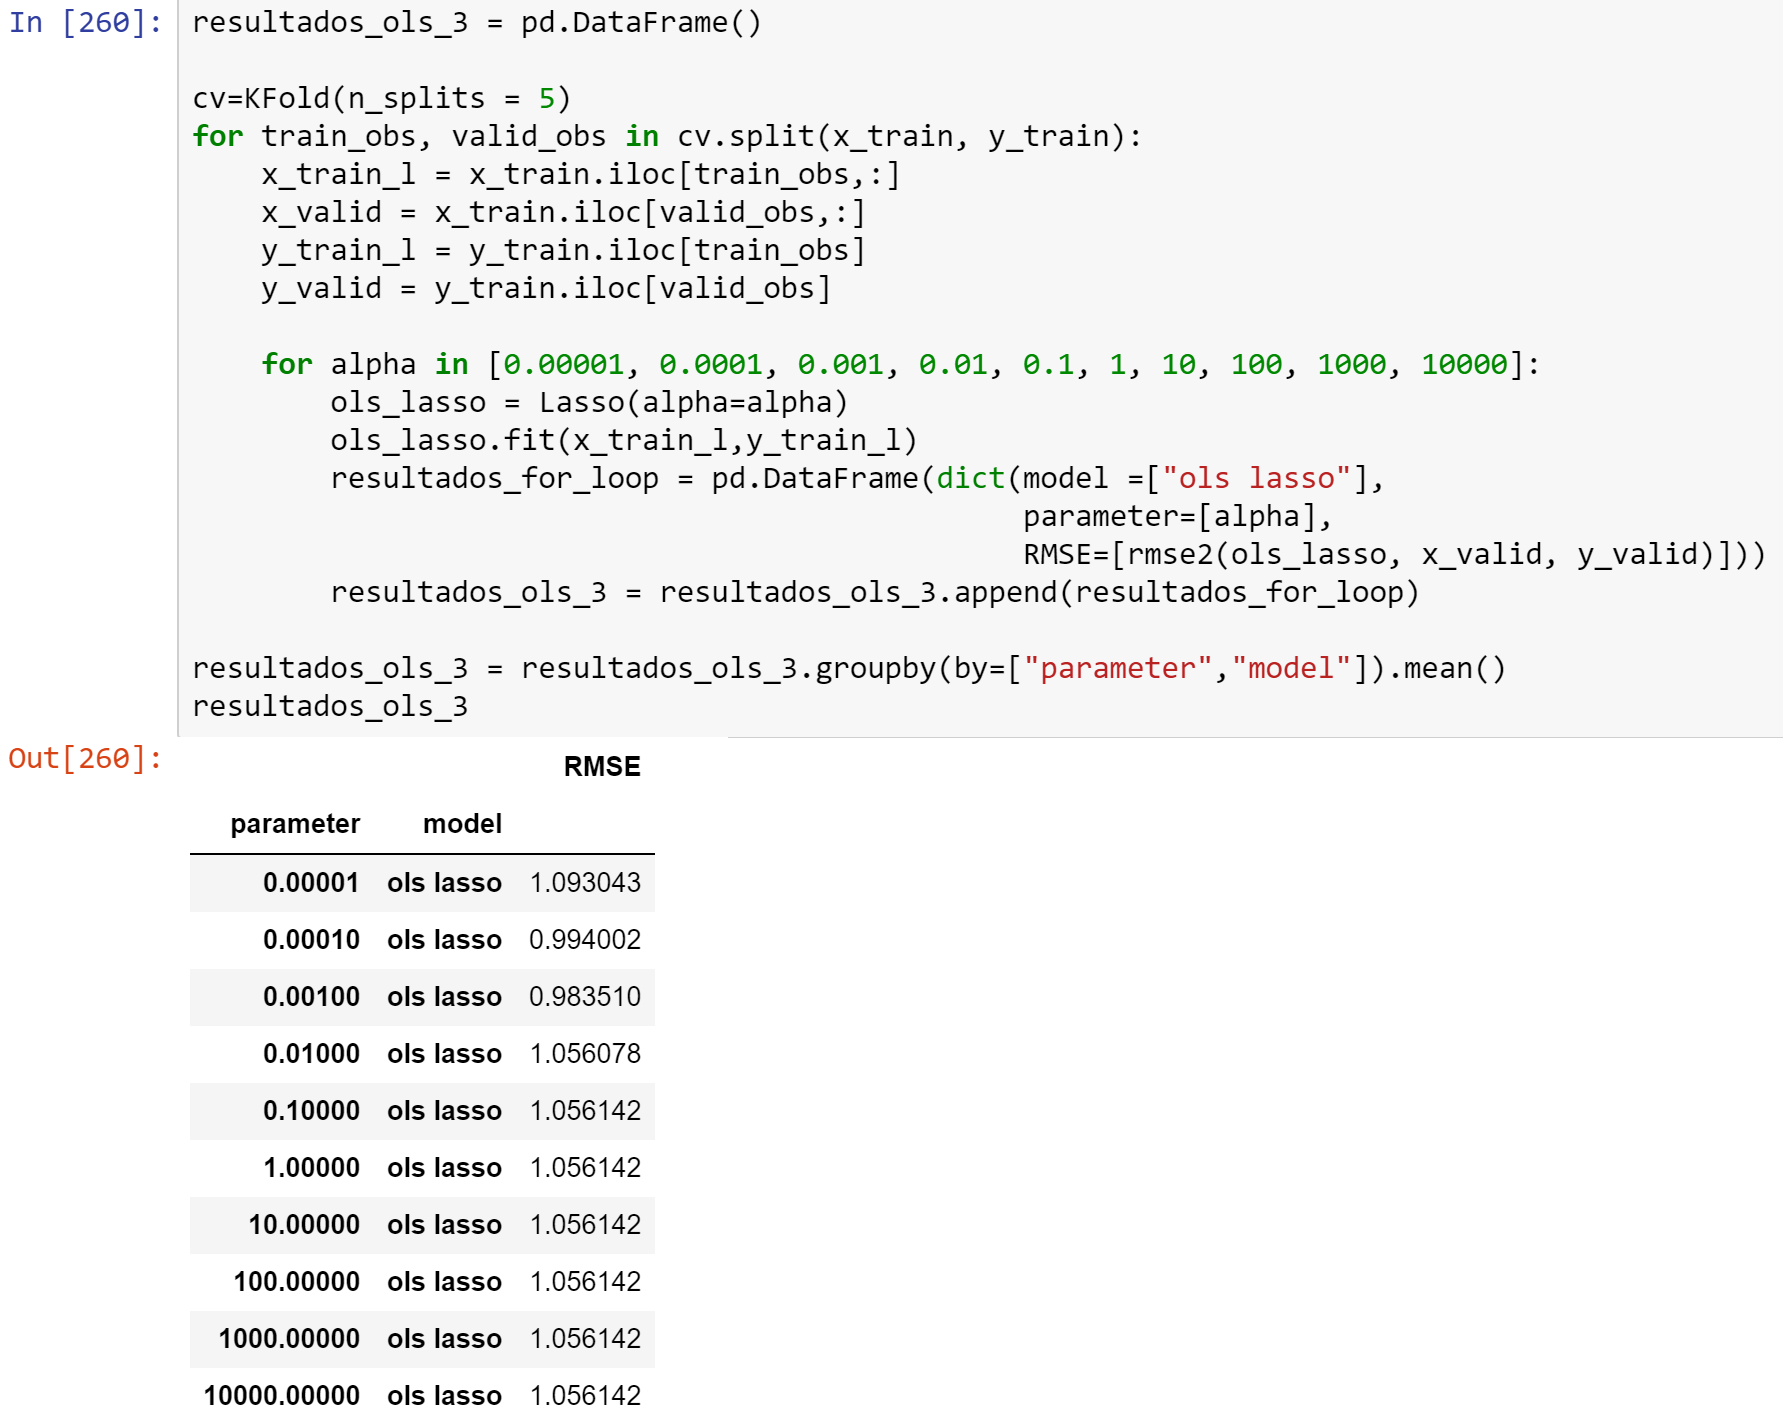 In [260]: resultados_ols_3 = pd.DataFrame()

cv=KFold(n_splits = 5)
for train_obs, valid_obs in cv.split(x_train, y_train):
    x_train_l = x_train.iloc[train_obs,:]
    x_valid = x_train.iloc[valid_obs,:]
    y_train_l = y_train.iloc[train_obs]
    y_valid = y_train.iloc[valid_obs]

    for alpha in [0.00001, 0.0001, 0.001, 0.01, 0.1, 1, 10, 100, 1000, 10000]:
        ols_lasso = Lasso(alpha=alpha)
        ols_lasso.fit(x_train_l,y_train_l)
        resultados_for_loop = pd.DataFrame(dict(model =["ols lasso"],
                                                parameter=[alpha],
                                                RMSE=[rmse2(ols_lasso, x_valid, y_valid)]))
        resultados_ols_3 = resultados_ols_3.append(resultados_for_loop)

resultados_ols_3 = resultados_ols_3.groupby(by=["parameter","model"]).mean()
resultados_ols_3
Out[260]: RMSE
parameter model
0.00001 ols lasso 1.093043
0.00010 ols lasso 0.994002
0.00100 ols lasso 0.983510
0.01000 ols lasso 1.056078
0.10000 ols lasso 1.056142
1.00000 ols lasso 1.056142
10.00000 ols lasso 1.056142
100.00000 ols lasso 1.056142
1000.00000 ols lasso 1.056142
10000.00000 ols lasso 1.056142